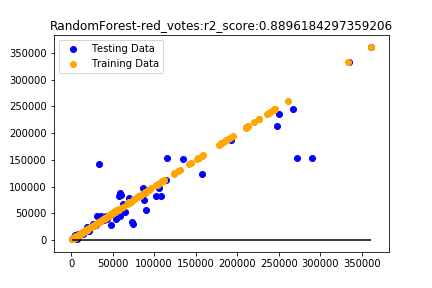 RandomForest-red_votes:r2_score:0.8896184297359206
Testing Data
Training Data
350000
300000
250000
200000
150000
100000
50000
0
0 50000 100000 150000 200000 250000 300000 350000